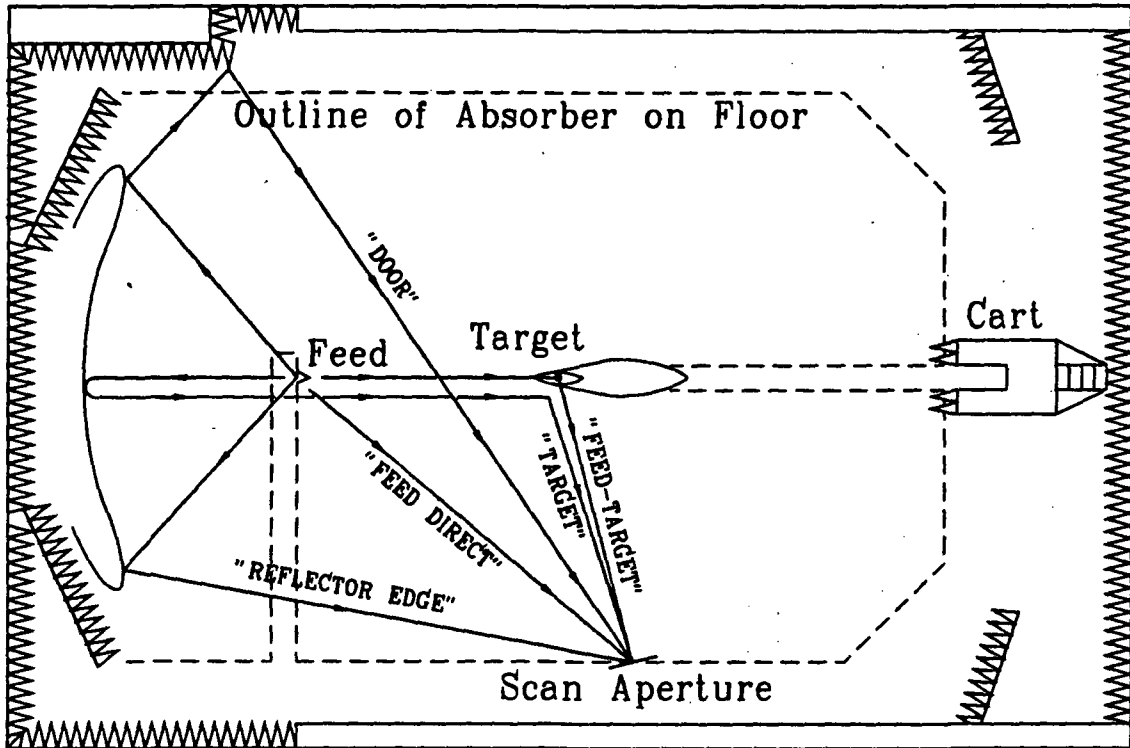 Outline of Absorber on Floor
"DOOR"
Target
Cart
Feed
"FEED DIRECT"
"TARGET"
"FEED-TARGET"
"REFLECTOR EDGE"
Scan Aperture